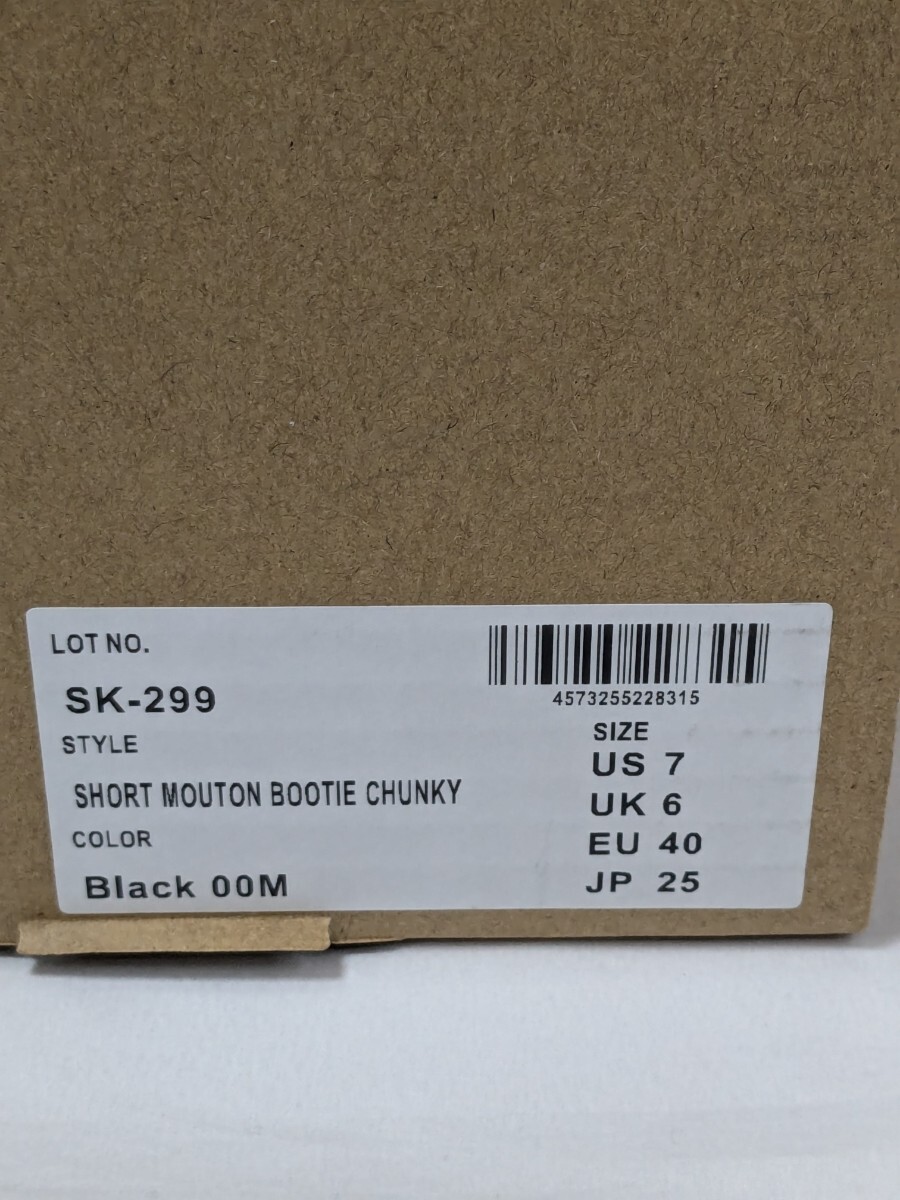 LOT NO.
SK-299
STYLE
SHORT MOUTON BOOTIE CHUNKY
COLOR
Black 00M
4573255228315
SIZE
US 7
UK 6
EU 40
JP 25